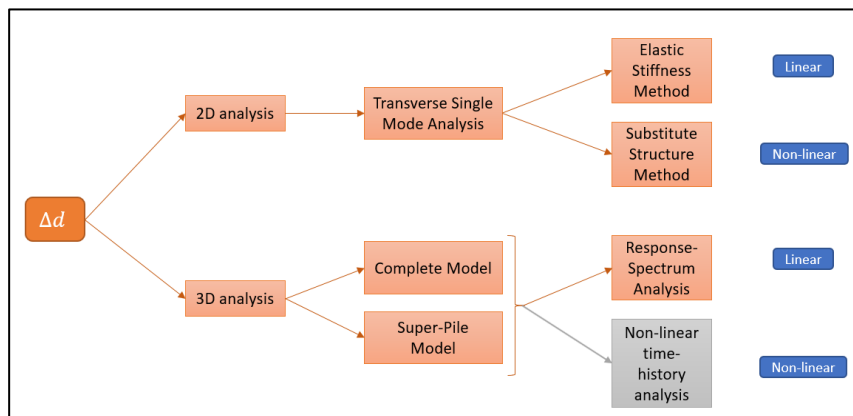 Elastic
Stiffness
Method
Linear
2D analysis
Transverse Single
Mode Analysis
Substitute
Structure
Method
Non-linear
Δd
Complete Model
Response-
Spectrum
Analysis
Linear
3D analysis
Super-Pile
Model
Non-linear
time-
history
analysis
Non-linear